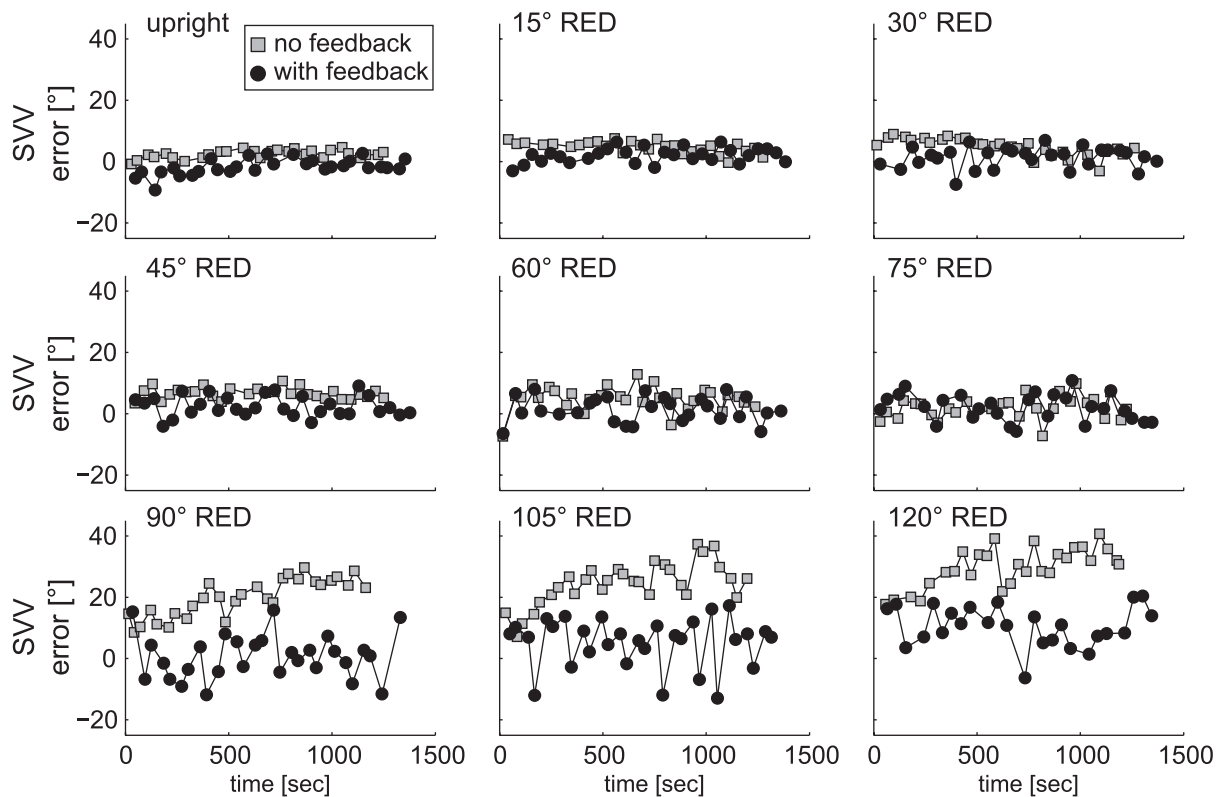 upright
15° RED
30° RED
no feedback
with feedback
SVV
error [°]
40
20
0
−20
45° RED
60° RED
75° RED
SVV
error [°]
40
20
0
−20
0 500 1000 1500
0 500 1000 1500
0 500 1000 1500
90° RED
105° RED
120° RED
SVV
error [°]
40
20
0
−20
time [sec]
time [sec]
time [sec]